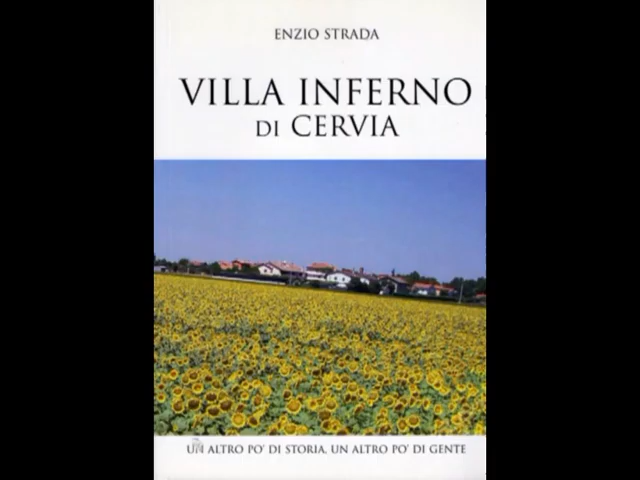 ENZIO STRADA
VILLA INFERNO
DI CERVIA
UN ALTRO PO' DI STORIA, UN ALTRO PO' DI GENTE